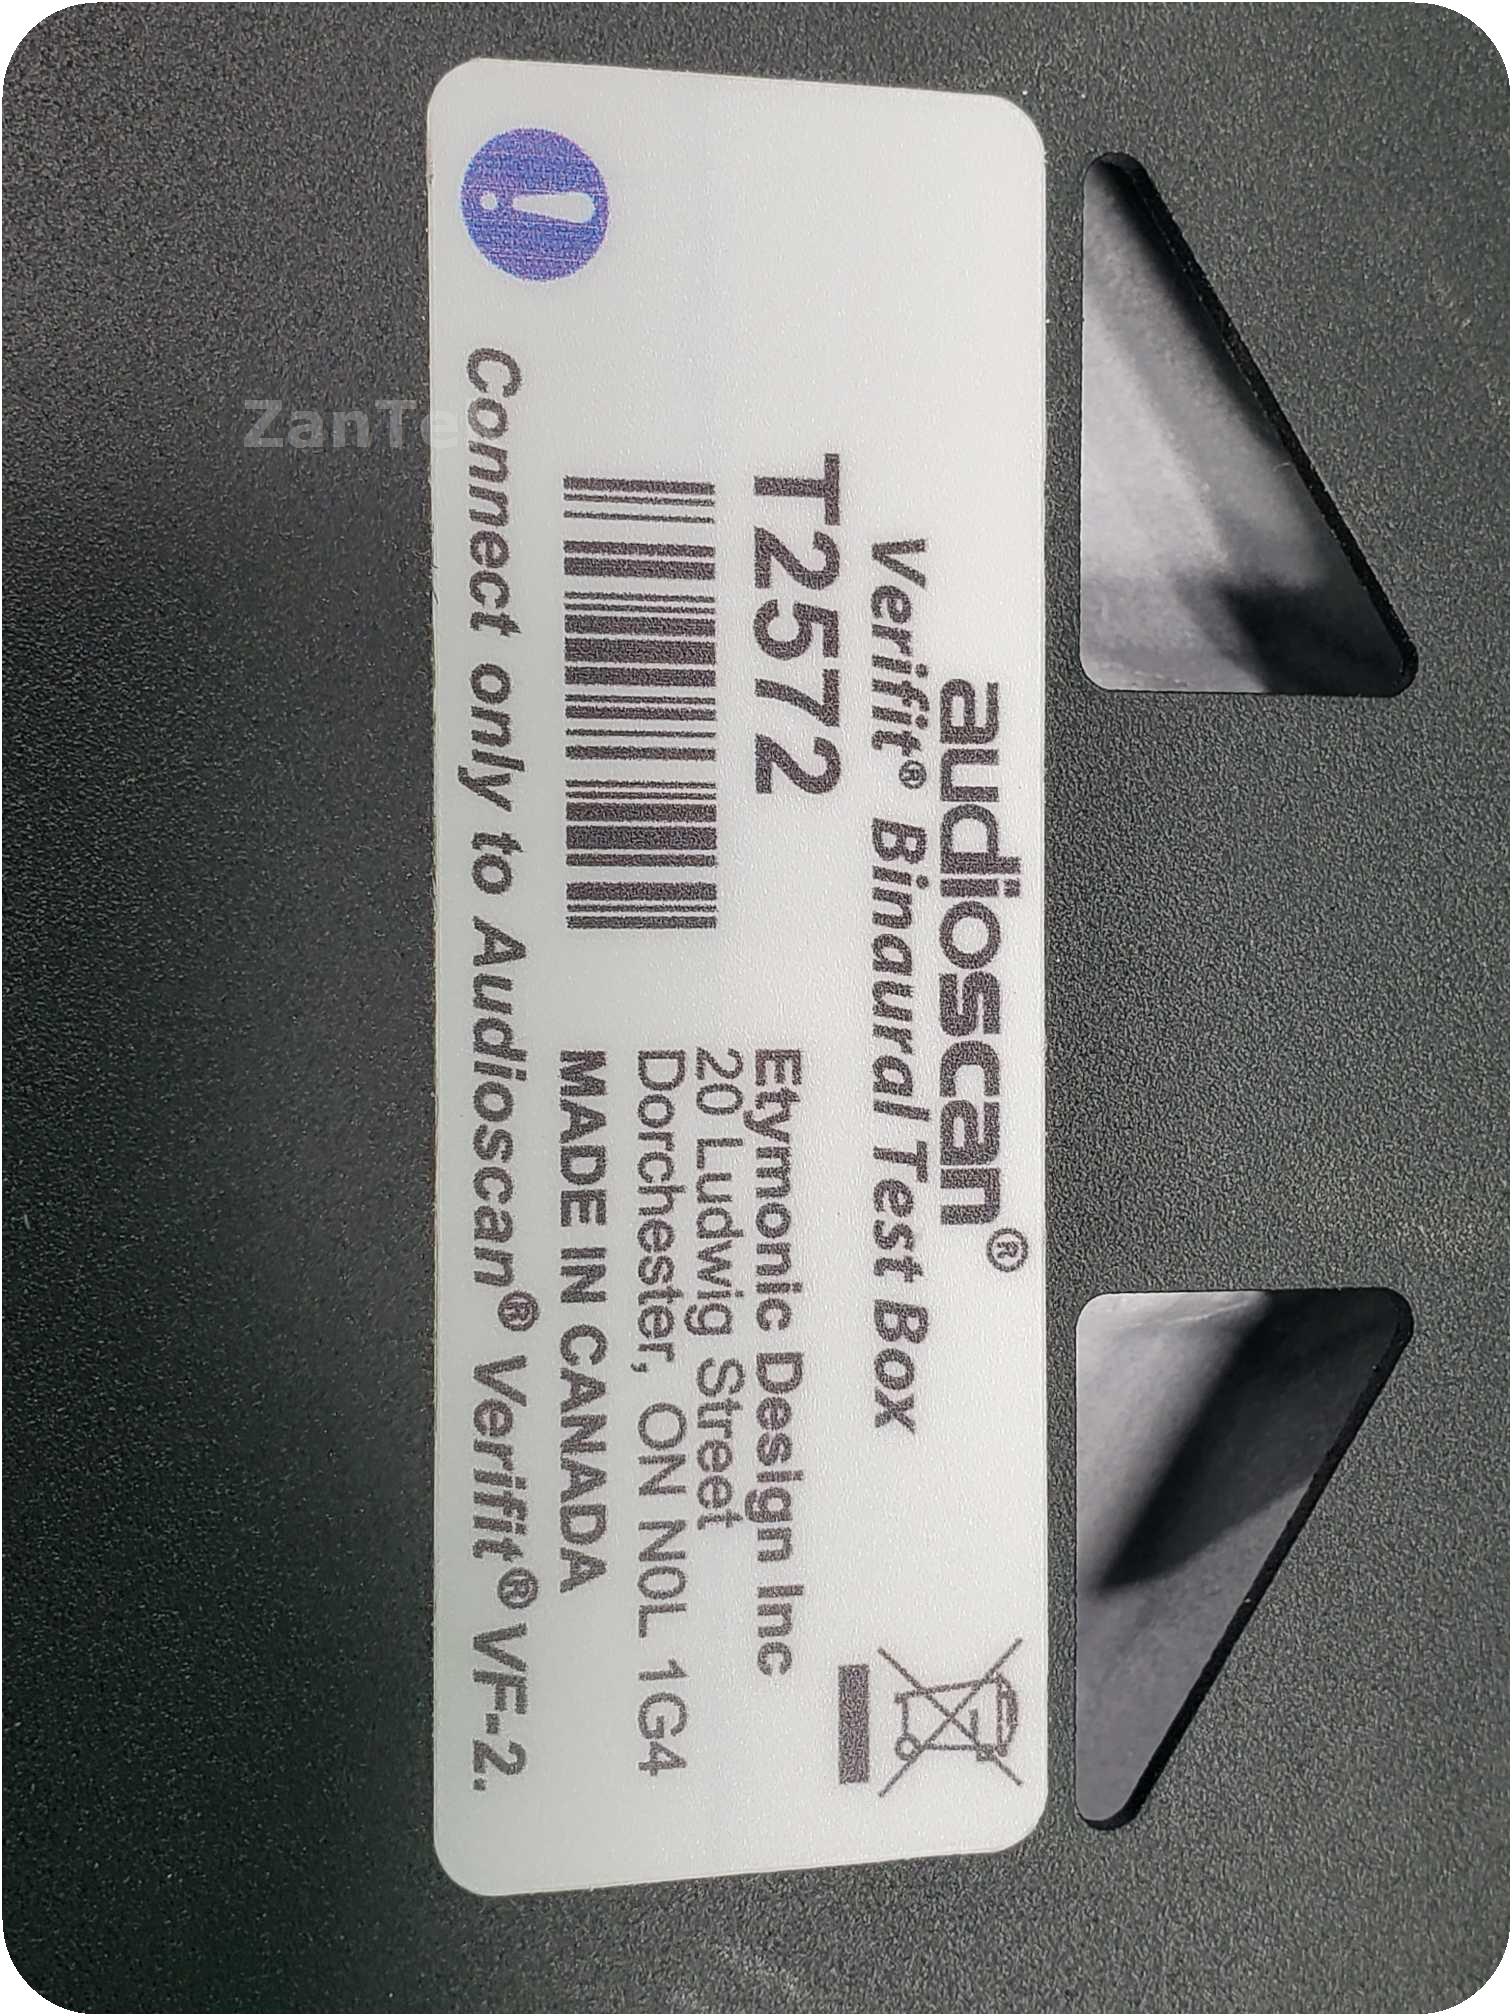 audioscan®
Verifit® Binaural Test Box
T2572
Etymonic Design Inc
20 Ludwig Street
Dorchester, ON N0L 1G4
MADE IN CANADA
Connect only to Audioscan® Verifit® VF-2.